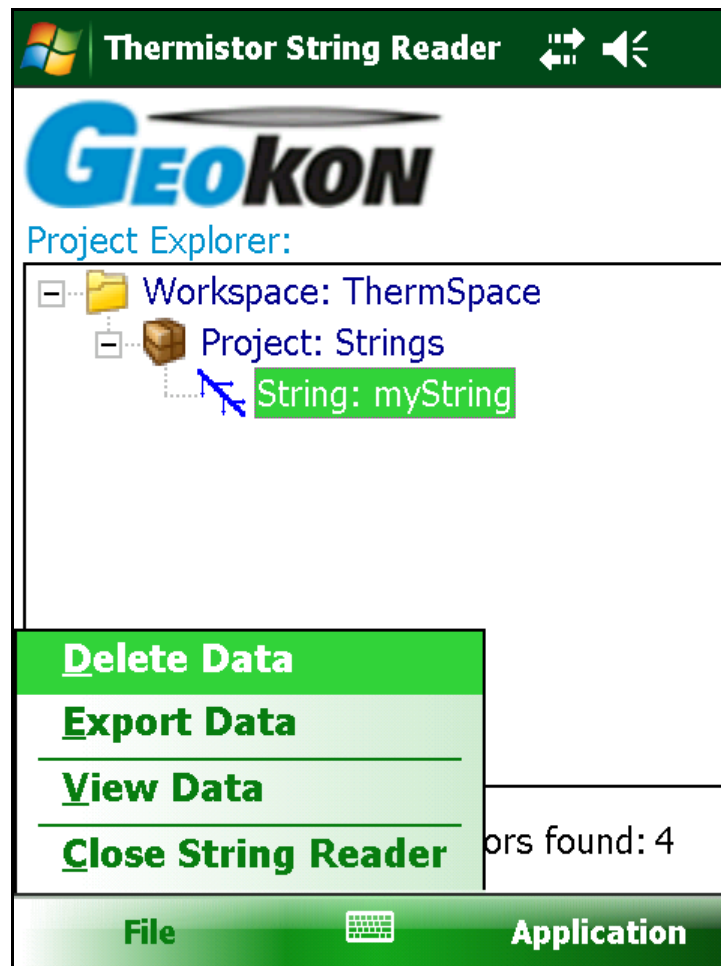 Thermistor String Reader
GEOKON
Project Explorer:
Workspace: ThermSpace
Project: Strings
String: myString
Delete Data
Export Data
View Data
Close String Reader
ors found: 4
File
Application